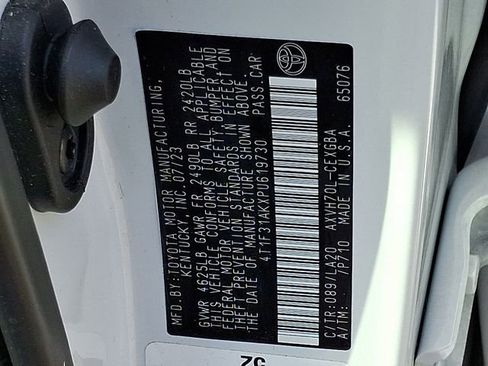 MFD. BY: TOYOTA MOTOR MANUFACTURING,
KENTUCKY, INC. 07/23
GVWR 4625LB GAWR FR 2490LB RR 2420LB
THIS VEHICLE CONFORMS TO ALL APPLICABLE
FEDERAL MOTOR VEHICLE SAFETY, BUMPER, AND
THEFT PREVENTION STANDARDS IN EFFECT ON
THE DATE OF MANUFACTURE SHOWN ABOVE.
4T1F31AKXPU619730 PASS.CAR
C/TR:089/LA20 AXVH70L-CEXGBA
A/TM: /P710 MADE IN U.S.A. 65076